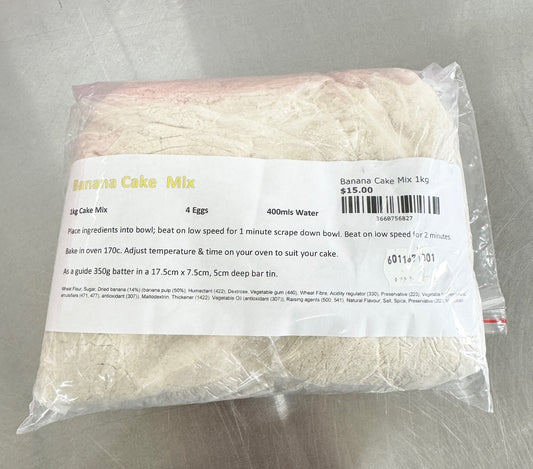 Banana Cake Mix
Banana Cake Mix 1kg
$15.00
3660756827
1kg Cake Mix 4 Eggs 400mls Water
Place ingredients into bowl; beat on low speed for 1 minute scrape down bowl. Beat on low speed for 2 minutes.
Bake in oven 170c. Adjust temperature & time on your oven to suit your cake.
As a guide 350g batter in a 17.5cm x 7.5cm, 5cm deep bar tin.
Wheat Flour, Sugar, Dried banana (14%) (banana pulp (50%), Humectant (422), Dextrose, Vegetable gum (440), Wheat Fibre, Acidity regulator (330), Preservative (223), Vegetable
emulsifiers (471, 477), antioxidant (307)), Maltodextrin, Thickener (1422), Vegetable Oil (antioxidant (307)), Raising agents (500, 541), Natural Flavour, Salt, Spice, Preservative